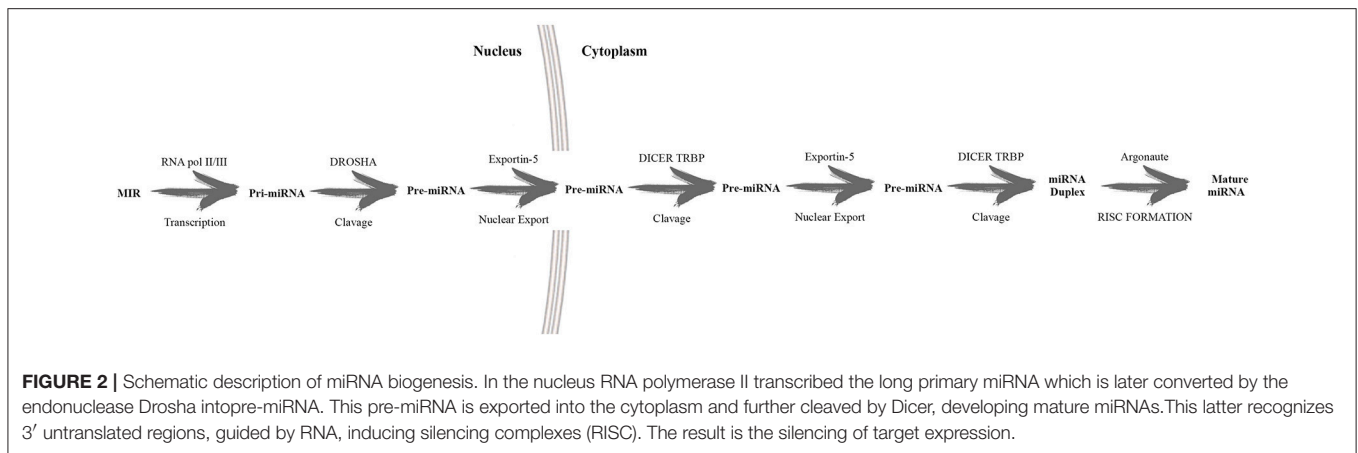 Nucleus Cytoplasm
RNA pol II/III DROSHA Exportin-5 DICER TRBP Exportin-5 DICER TRBP Argonaute
MIR Pri-miRNA Pre-miRNA Pre-miRNA Pre-miRNA Pre-miRNA miRNA Duplex Mature miRNA
Transcription Clavage Nuclear Export Clavage Nuclear Export Clavage RISC FORMATION
FIGURE 2 | Schematic description of miRNA biogenesis. In the nucleus RNA polymerase II transcribed the long primary miRNA which is later converted by the
endonuclease Drosha intopre-miRNA. This pre-miRNA is exported into the cytoplasm and further cleaved by Dicer, developing mature miRNAs.This latter recognizes
3′ untranslated regions, guided by RNA, inducing silencing complexes (RISC). The result is the silencing of target expression.